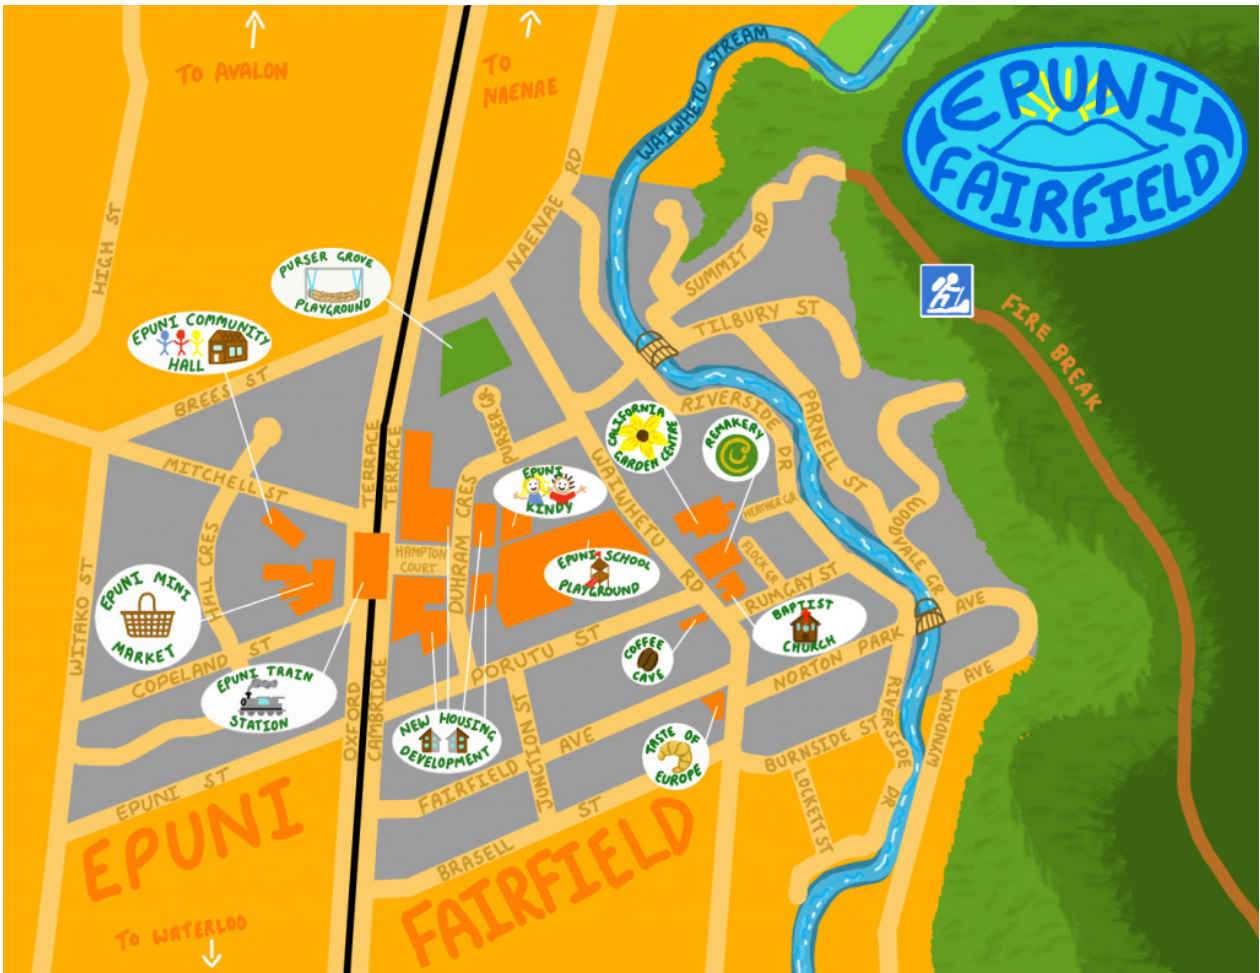 TO AVALON
TO
NAENAE
WAIWHETU STREAM
EPUNI
FAIRFIELD
HIGH ST
NAENAE RD
SUMMIT RD
PURSER GROVE
PLAYGROUND
EPUNI COMMUNITY
HALL
BREES ST
TILBURY ST
FIRE BREAK
TERRACE
TERRACE
PURSER GR
RIVERSIDE DR
PARNELL ST
CALIFORNIA
GARDEN CENTRE
REMAKERY
MITCHELL ST
WAIWHETU RD
EPUNI
KINDY
HEATHER GR
WOODVALE GR
HAMPTON
COURT
DUHRAM CRES
EPUNI SCHOOL
PLAYGROUND
FLOCK GR
RUMGAY ST
HALL CRES
WITAKO ST
EPUNI MINI
MARKET
BAPTIST
CHURCH
AVE
COPELAND ST
EPUNI TRAIN
STATION
PORUTU ST
COFFEE
CAVE
NORTON PARK
OXFORD
CAMBRIDGE
NEW HOUSING
DEVELOPMENT
JUNCTION ST
FAIRFIELD AVE
TASTE OF
EUROPE
BURNSIDE ST
RIVERSIDE DR
WYNDRUM AVE
LOCKETT ST
EPUNI ST
BRASELL ST
EPUNI
FAIRFIELD
TO WATERLOO